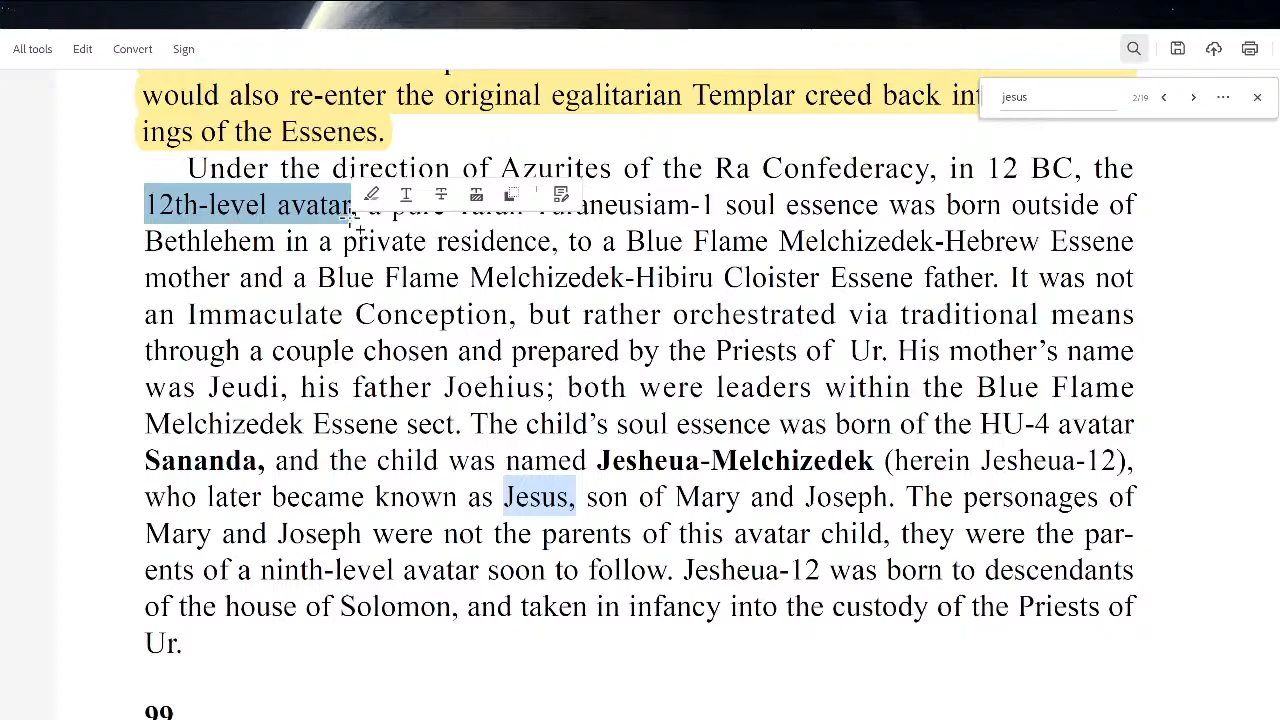 All tools Edit Convert Sign
would also re-enter the original egalitarian Templar creed back
jesus 2/19
ings of the Essenes.
Under the direction of Azurites of the Ra Confederacy, in 12 BC, the
12th-level avatar, a pure soul essence was born outside of
Bethlehem in a private residence, to a Blue Flame Melchizedek-Hebrew Essene
mother and a Blue Flame Melchizedek-Hibiru Cloister Essene father. It was not
an Immaculate Conception, but rather orchestrated via traditional means
through a couple chosen and prepared by the Priests of Ur. His mother's name
was Jeudi, his father Joehius; both were leaders within the Blue Flame
Melchizedek Essene sect. The child's soul essence was born of the HU-4 avatar
Sananda, and the child was named Jesheua-Melchizedek (herein Jesheua-12),
who later became known as Jesus, son of Mary and Joseph. The personages of
Mary and Joseph were not the parents of this avatar child, they were the par-
ents of a ninth-level avatar soon to follow. Jesheua-12 was born to descendants
of the house of Solomon, and taken in infancy into the custody of the Priests of
Ur.
99